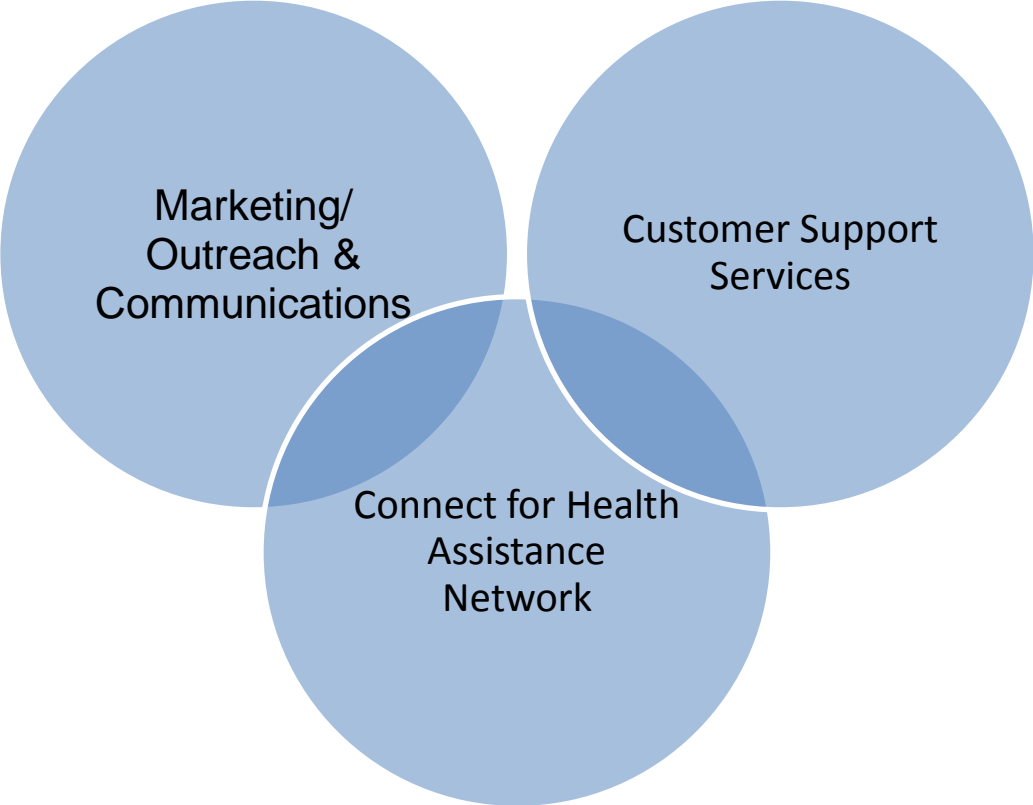 Marketing/
Outreach &
Communications
Customer Support
Services
Connect for Health
Assistance
Network